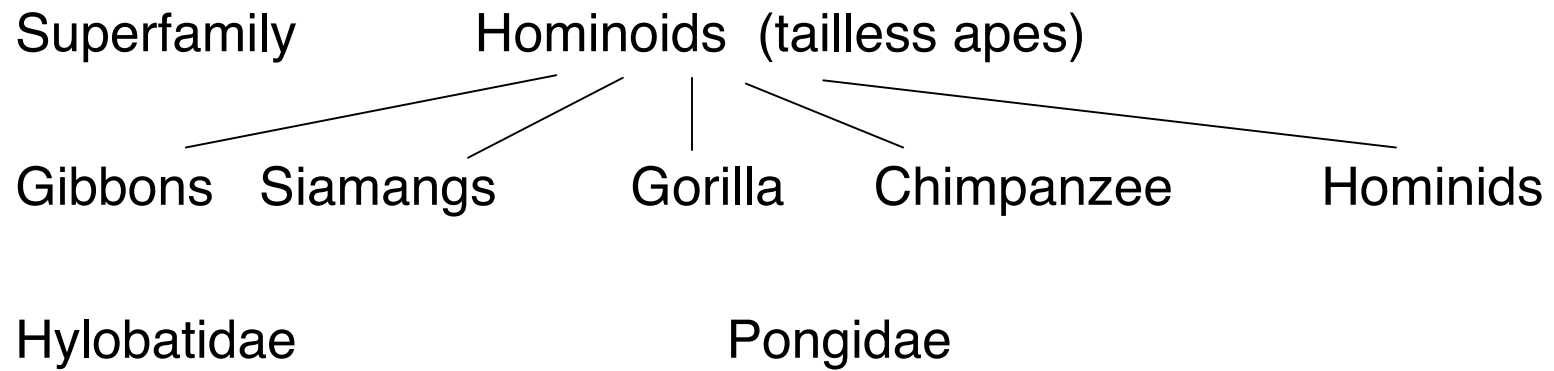 Superfamily Hominoids (tailless apes)
Gibbons Siamangs Gorilla Chimpanzee Hominids
Hylobatidae Pongidae